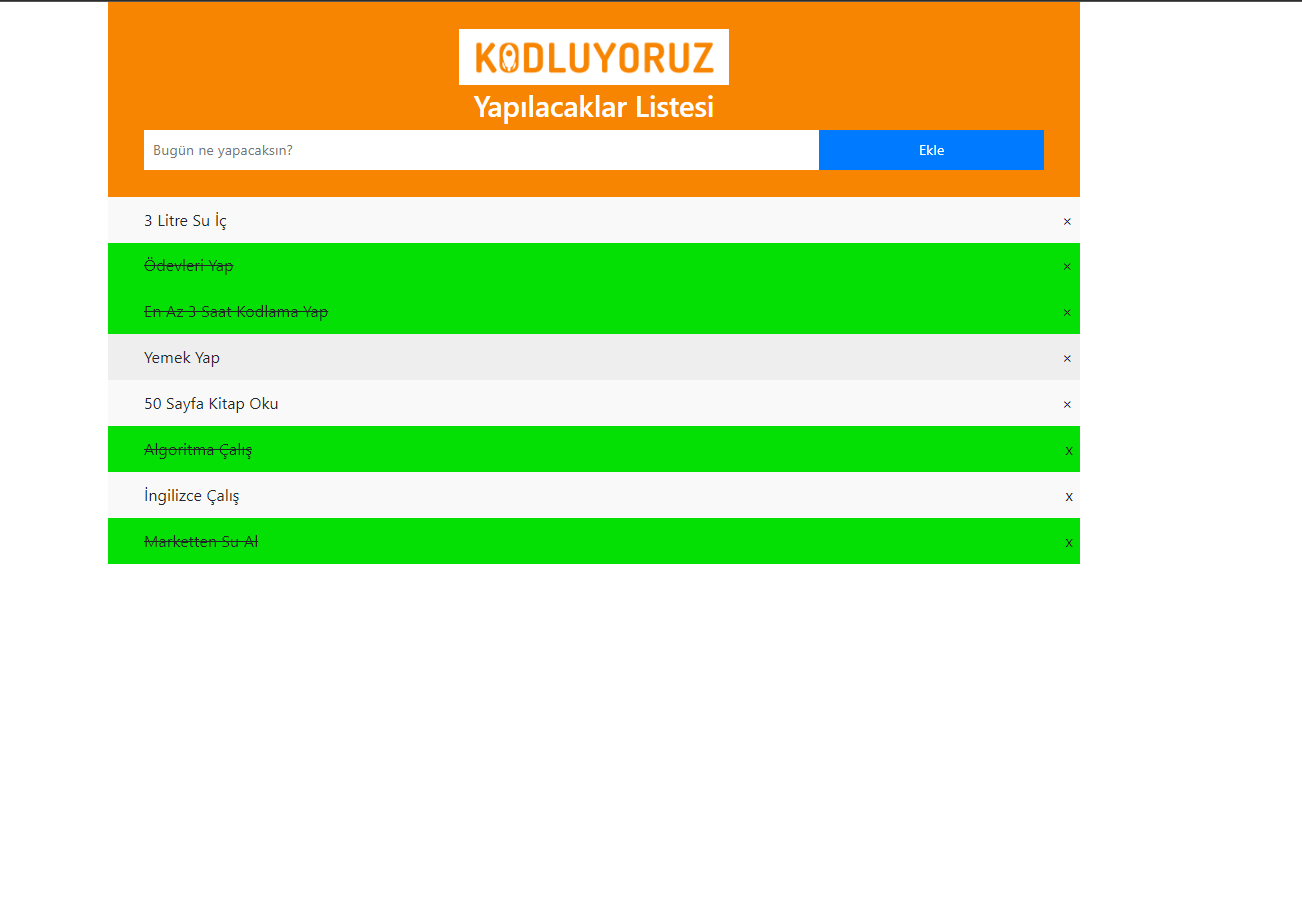 KODLUYORUZ
Yapılacaklar Listesi
Bugün ne yapacaksın? Ekle
3 Litre Su İç ×
Ödevleri Yap ×
En Az 3 Saat Kodlama Yap ×
Yemek Yap ×
50 Sayfa Kitap Oku ×
Algoritma Çalış x
İngilizce Çalış x
Marketten Su Al x